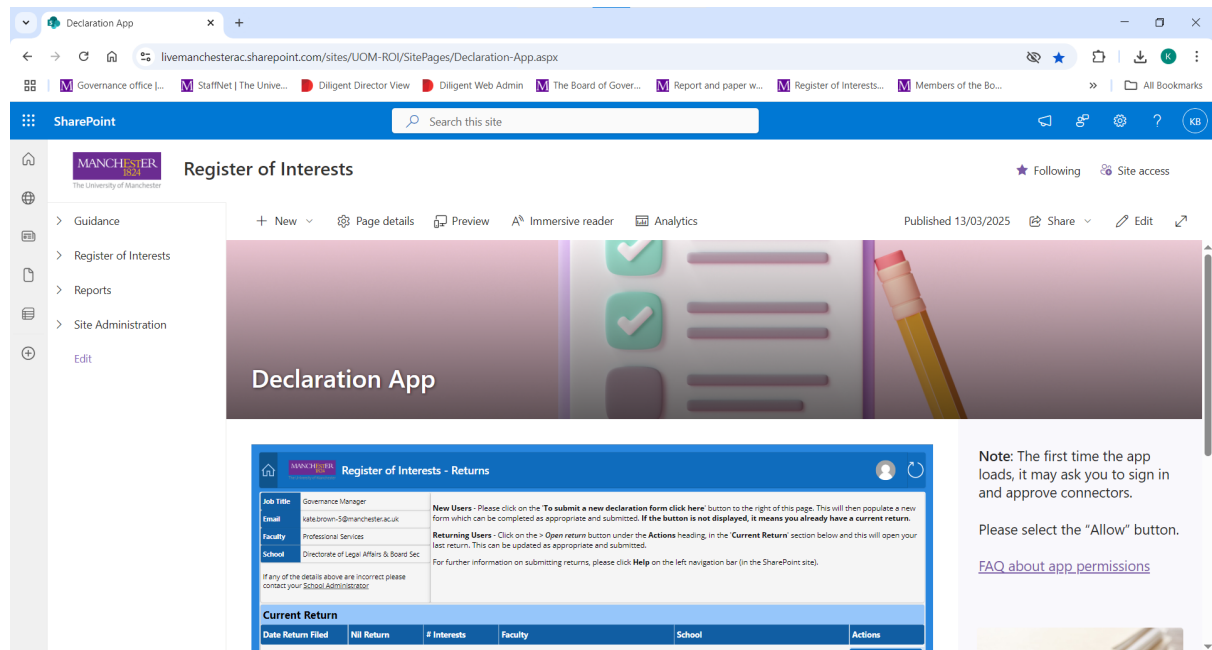 Declaration App
livemanchesterac.sharepoint.com/sites/UOM-ROI/SitePages/Declaration-App.aspx
K
Governance office |...
StaffNet | The Unive...
Diligent Director View
Diligent Web Admin
The Board of Gover...
Report and paper w...
Register of Interests...
Members of the Bo...
All Bookmarks
SharePoint
Search this site
KB
MANCHESTER
1824
The University of Manchester
Register of Interests
Following
Site access
Guidance
Register of Interests
Reports
Site Administration
Edit
New
Page details
Preview
Immersive reader
Analytics
Published 13/03/2025
Share
Edit
Declaration App
MANCHESTER
1824
Register of Interests - Returns
Job Title Governance Manager
Email kate.brown-5@manchester.ac.uk
Faculty Professional Services
School Directorate of Legal Affairs & Board Sec
If any of the details above are incorrect please
contact your School Administrator
New Users - Please click on the 'To submit a new declaration form click here' button to the right of this page. This will then populate a new
form which can be completed as appropriate and submitted. If the button is not displayed, it means you already have a current return.
Returning Users - Click on the > Open return button under the Actions heading, in the 'Current Return' section below and this will open your
last return. This can be updated as appropriate and submitted.
For further information on submitting returns, please click Help on the left navigation bar (in the SharePoint site).
Current Return
Date Return Filed Nil Return # Interests Faculty School Actions
Note: The first time the app
loads, it may ask you to sign in
and approve connectors.
Please select the “Allow” button.
FAQ about app permissions